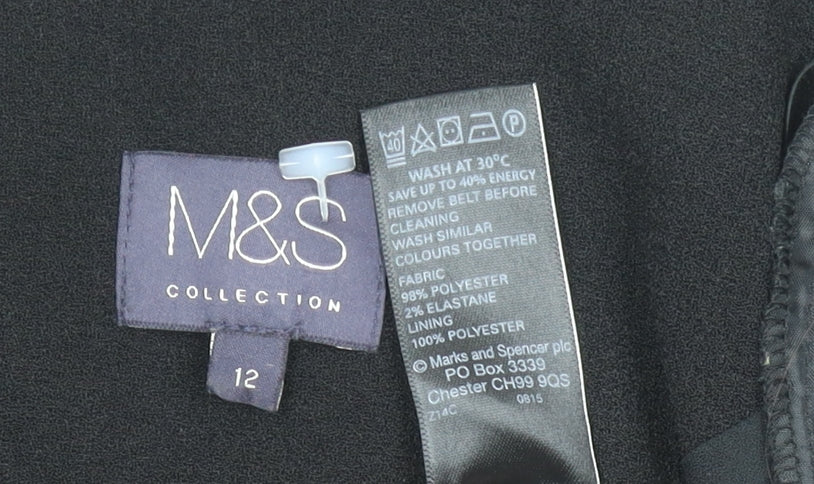 M&S
COLLECTION
12
40
P
WASH AT 30°C
SAVE UP TO 40% ENERGY
REMOVE BELT BEFORE
CLEANING
WASH SIMILAR
COLOURS TOGETHER
FABRIC
98% POLYESTER
2% ELASTANE
LINING
100% POLYESTER
© Marks and Spencer plc
PO Box 3339
Chester CH99 9QS
Z14C 0815